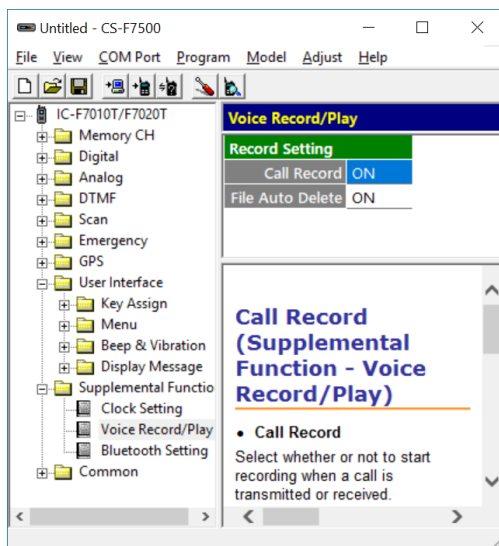 Untitled - CS-F7500
File View COM Port Program Model Adjust Help
IC-F7010T/F7020T
Memory CH
Digital
Analog
DTMF
Scan
Emergency
GPS
User Interface
Key Assign
Menu
Beep & Vibration
Display Message
Supplemental Functio
Clock Setting
Voice Record/Play
Bluetooth Setting
Common
Voice Record/Play
Record Setting
Call Record ON
File Auto Delete ON
Call Record
(Supplemental
Function - Voice
Record/Play)
• Call Record
Select whether or not to start
recording when a call is
transmitted or received.